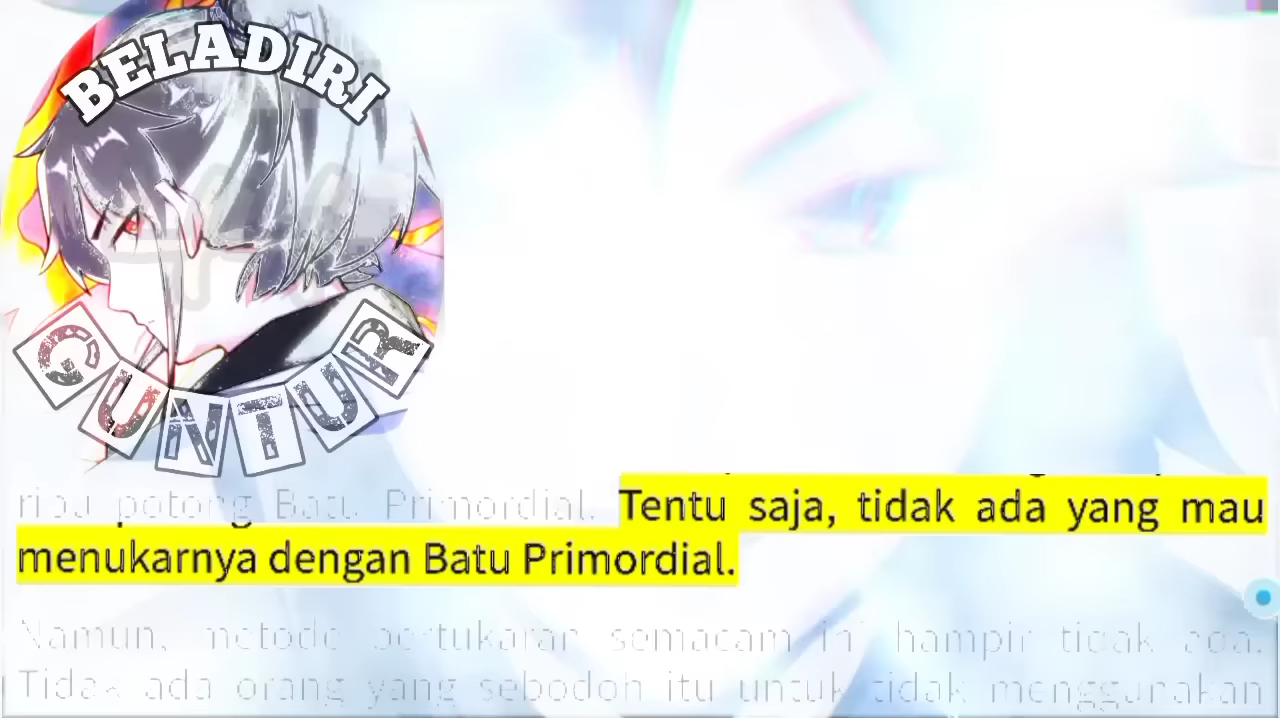 BELADIRI
GUNTUR
ribu potong Batu Primordial. Tentu saja, tidak ada yang mau
menukarnya dengan Batu Primordial.
Namun, metode pertukaran semacam ini hampir tidak ada.
Tidak ada orang yang sebodoh itu untuk tidak menggunakan